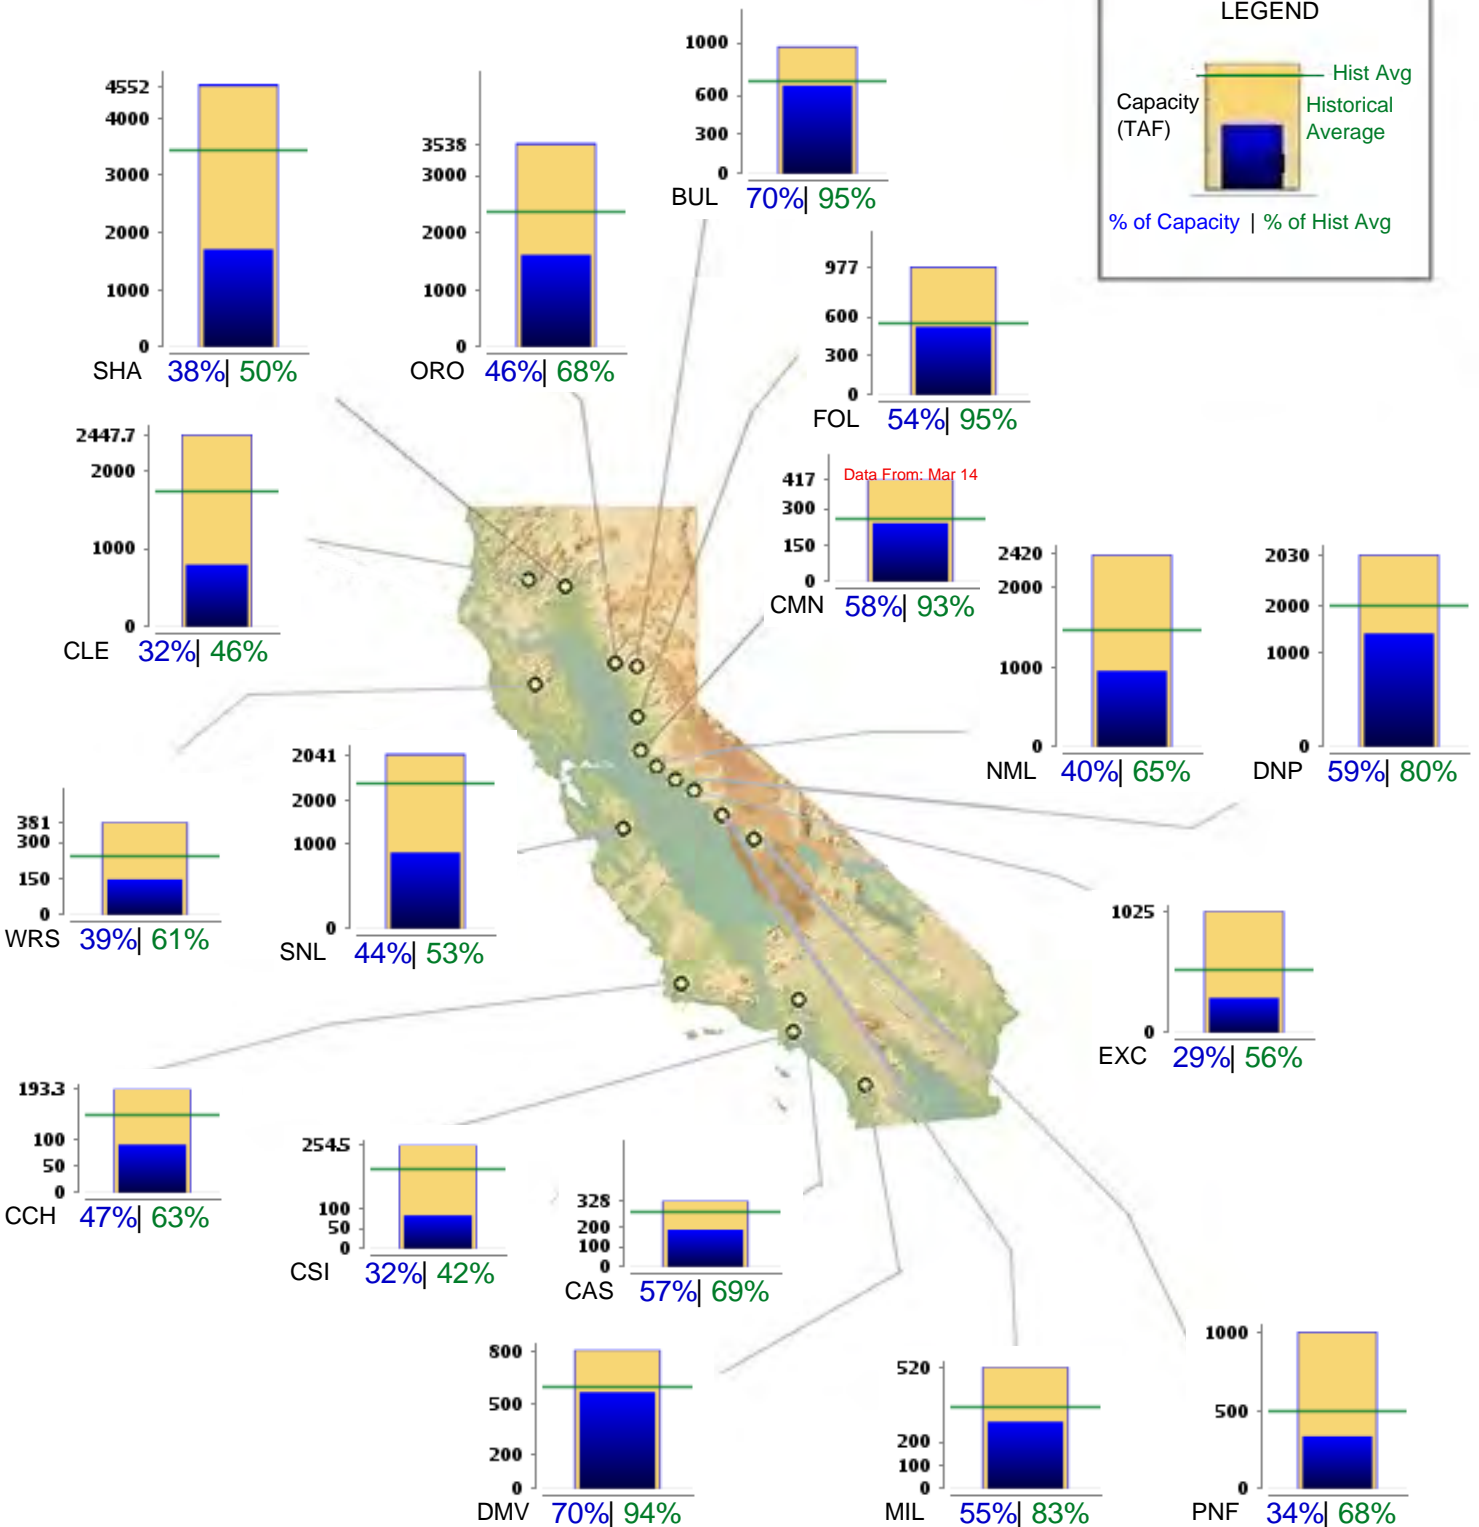 LEGEND
Hist Avg
Capacity
(TAF)
Historical
Average
% of Capacity | % of Hist Avg
4552
4000
3000
2000
1000
0
SHA 38%| 50%
3538
3000
2000
1000
0
ORO 46%| 68%
1000
600
300
0
BUL 70%| 95%
977
600
300
0
FOL 54%| 95%
2447.7
2000
1000
0
CLE 32%| 46%
Data From: Mar 14
417
300
150
0
CMN 58%| 93%
2420
2000
1000
0
NML 40%| 65%
2030
2000
1000
0
DNP 59%| 80%
381
300
150
0
WRS 39%| 61%
2041
2000
1000
0
SNL 44%| 53%
1025
0
EXC 29%| 56%
193.3
100
50
0
CCH 47%| 63%
254.5
100
50
0
CSI 32%| 42%
328
200
100
0
CAS 57%| 69%
800
500
200
0
DMV 70%| 94%
520
200
100
0
MIL 55%| 83%
1000
500
0
PNF 34%| 68%